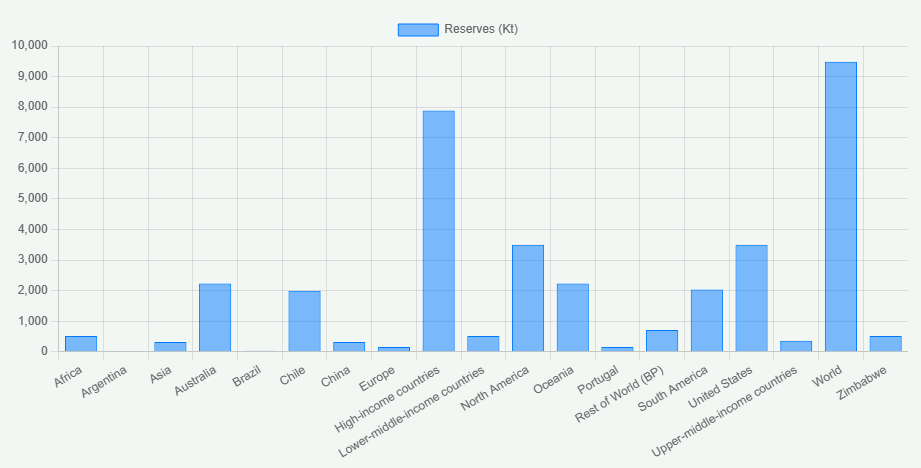 Reserves (Kt)
10,000
9,000
8,000
7,000
6,000
5,000
4,000
3,000
2,000
1,000
0
Africa
Argentina
Asia
Australia
Brazil
Chile
China
Europe
High-income countries
Lower-middle-income countries
North America
Oceania
Portugal
Rest of World (BP)
South America
United States
Upper-middle-income countries
World
Zimbabwe